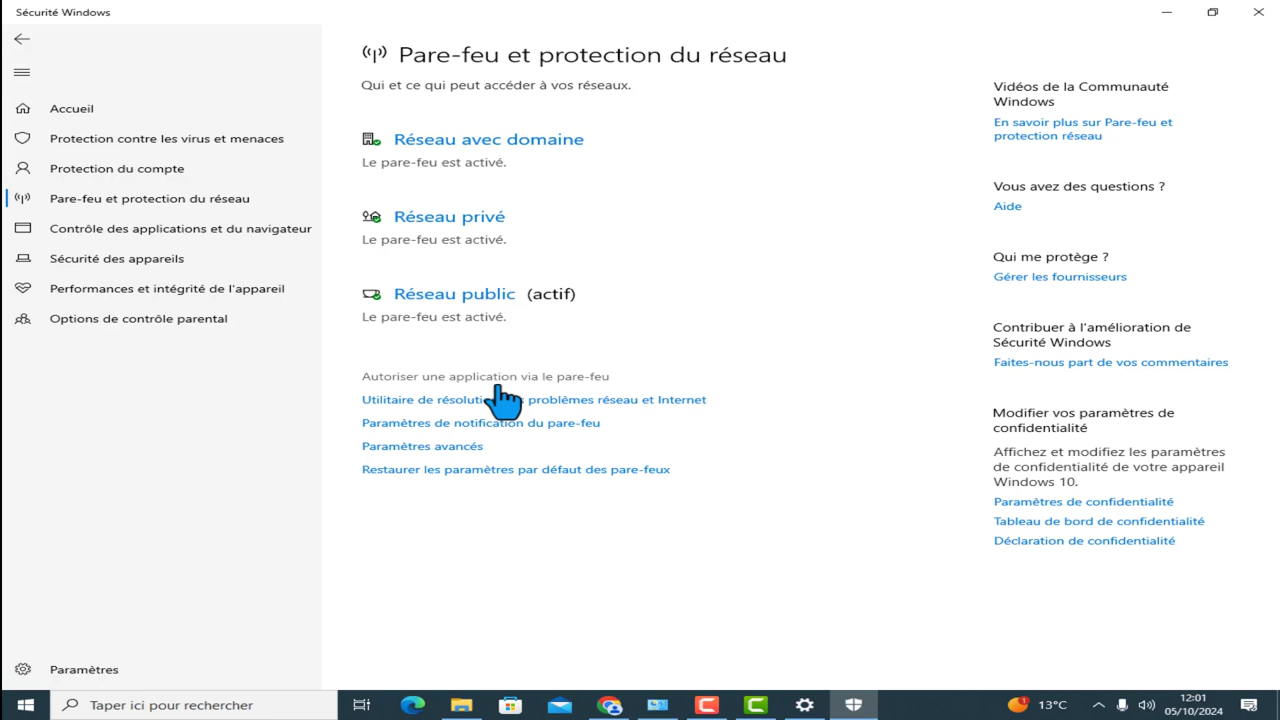 Sécurité Windows
Accueil
Protection contre les virus et menaces
Protection du compte
Pare-feu et protection du réseau
Contrôle des applications et du navigateur
Sécurité des appareils
Performances et intégrité de l'appareil
Options de contrôle parental
Paramètres
Pare-feu et protection du réseau
Qui et ce qui peut accéder à vos réseaux.
Réseau avec domaine
Le pare-feu est activé.
Réseau privé
Le pare-feu est activé.
Réseau public (actif)
Le pare-feu est activé.
Autoriser une application via le pare-feu
Utilitaire de problèmes réseau et Internet
Paramètres de notification du pare-feu
Paramètres avancés
Restaurer les paramètres par défaut des pare-feux
Vidéos de la Communauté
Windows
En savoir plus sur Pare-feu et
protection réseau
Vous avez des questions ?
Aide
Qui me protège ?
Gérer les fournisseurs
Contribuer à l'amélioration de
Sécurité Windows
Faites-nous part de vos commentaires
Modifier vos paramètres de
confidentialité
Affichez et modifiez les paramètres
de confidentialité de votre appareil
Windows 10.
Paramètres de confidentialité
Tableau de bord de confidentialité
Déclaration de confidentialité
Taper ici pour rechercher
1
13°C
12:01
05/10/2024